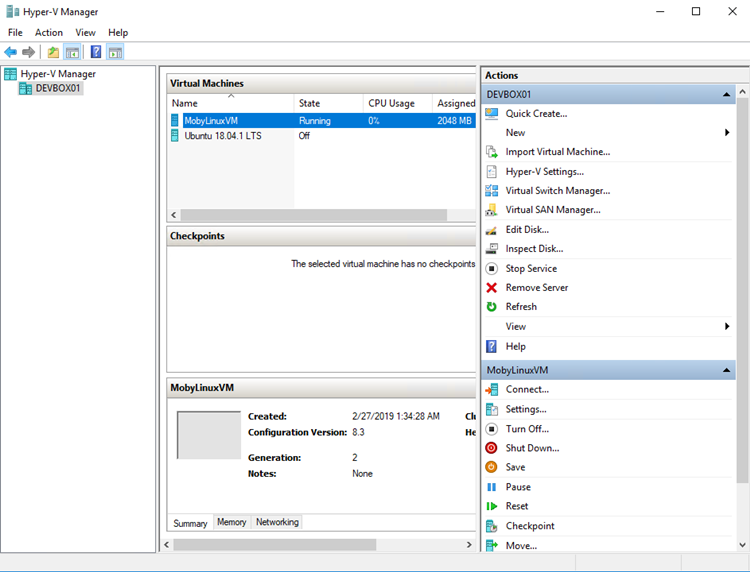 Hyper-V Manager
File Action View Help
Hyper-V Manager
DEVBOX01
Virtual Machines
Name State CPU Usage Assigned
MobyLinuxVM Running 0% 2048 MB
Ubuntu 18.04.1 LTS Off
Checkpoints
The selected virtual machine has no checkpoints
MobyLinuxVM
Created: 2/27/2019 1:34:28 AM Clu
Configuration Version: 8.3 He
Generation: 2
Notes: None
Summary Memory Networking
Actions
DEVBOX01
Quick Create...
New
Import Virtual Machine...
Hyper-V Settings...
Virtual Switch Manager...
Virtual SAN Manager...
Edit Disk...
Inspect Disk...
Stop Service
Remove Server
Refresh
View
Help
MobyLinuxVM
Connect...
Settings...
Turn Off...
Shut Down...
Save
Pause
Reset
Checkpoint
Move...